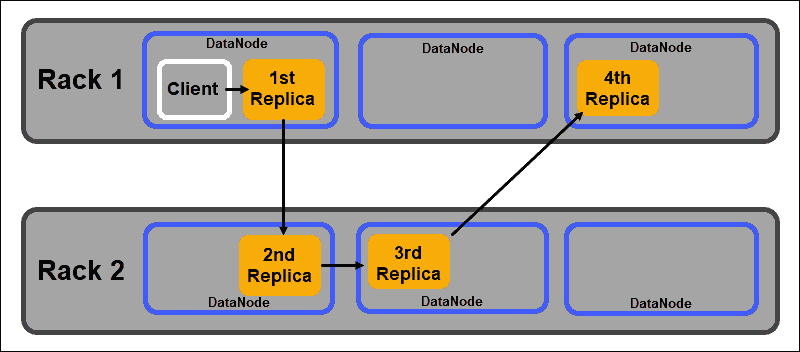 DataNode
DataNode
DataNode
Rack 1
Client
1st
Replica
4th
Replica
Rack 2
2nd
Replica
3rd
Replica
DataNode
DataNode
DataNode